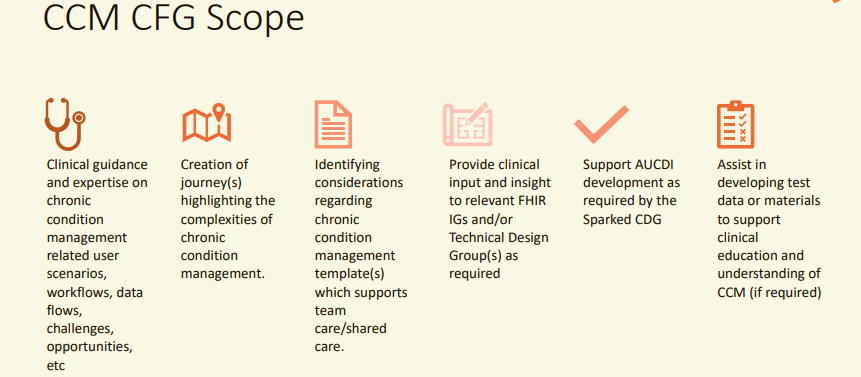 CCM CFG Scope
Clinical guidance
and expertise on
chronic
condition
management
related user
scenarios,
workflows, data
flows,
challenges,
opportunities,
etc
Creation of
journey(s)
highlighting the
complexities of
chronic
condition
management.
Identifying
considerations
regarding
chronic
condition
management
template(s)
which supports
team
care/shared
care.
Provide clinical
input and insight
to relevant FHIR
IGs and/or
Technical Design
Group(s) as
required
Support AUCDI
development as
required by the
Sparked CDG
Assist in
developing test
data or materials
to support
clinical
education and
understanding of
CCM (if required)